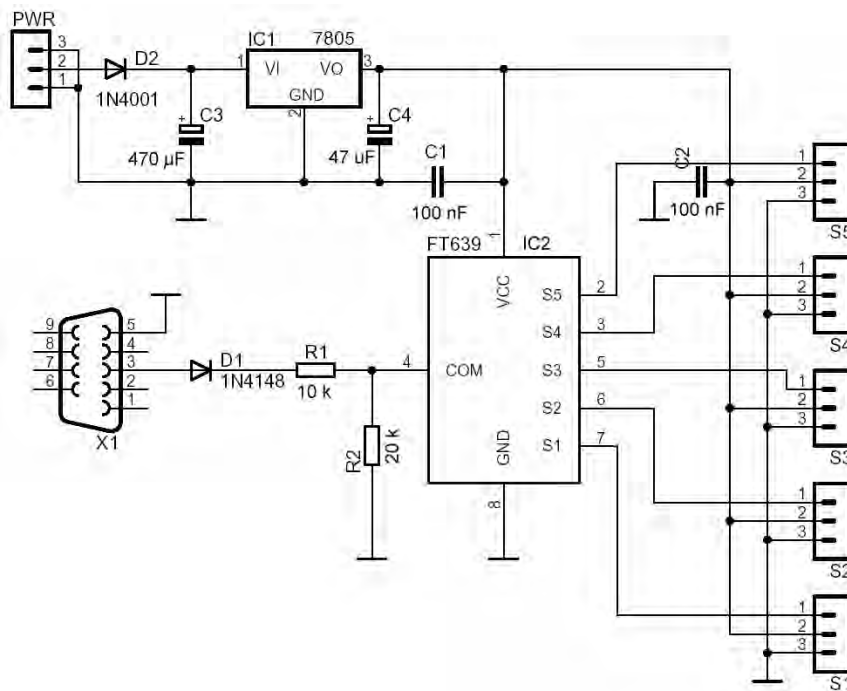 PWR
3
2
1
D2
1N4001
IC1 7805
1 VI VO 3
GND
2
+
C3
470 µF
+
C4
47 uF
C1
100 nF
C2
100 nF
1
2
3
S5
FT639 IC2
1
VCC
S5 2
S4 3
COM
4
S3 5
S2 6
S1 7
GND
8
1
2
3
S4
1
2
3
S3
1
2
3
S2
1
2
3
S1
9
8
7
6
5
4
3
2
1
X1
D1
1N4148
R1
10 k
R2
20 k